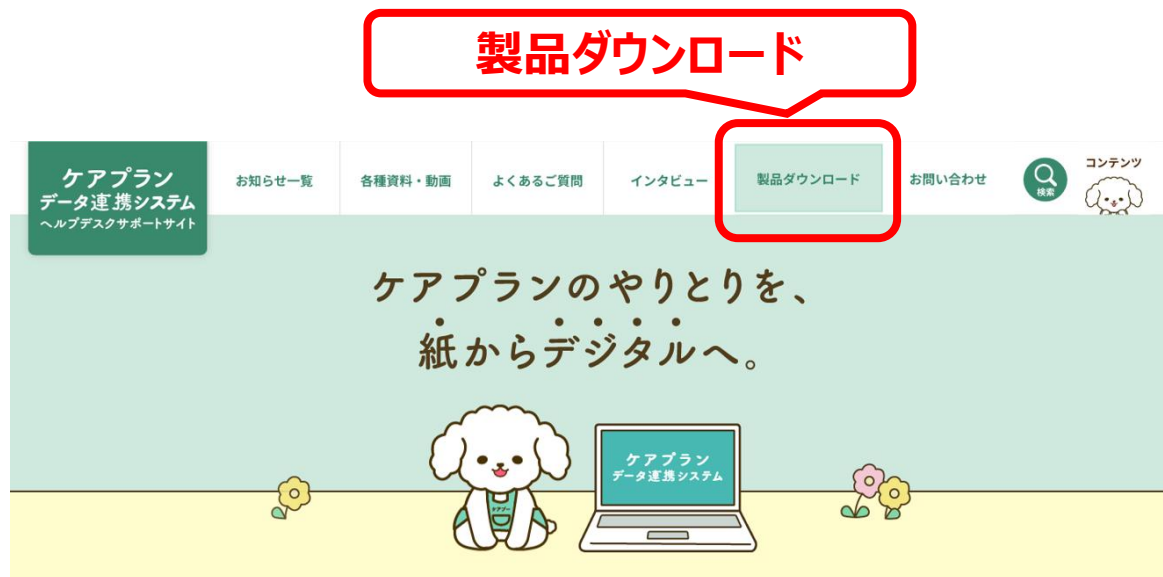 製品ダウンロード
ケアプラン
データ連携システム
ヘルプデスクサポートサイト
お知らせ一覧
各種資料・動画
よくあるご質問
インタビュー
製品ダウンロード
お問い合わせ
検索
コンテンツ
ケアプランのやりとりを、
紙からデジタルへ。
ケアプラン
データ連携システム
ケアプー